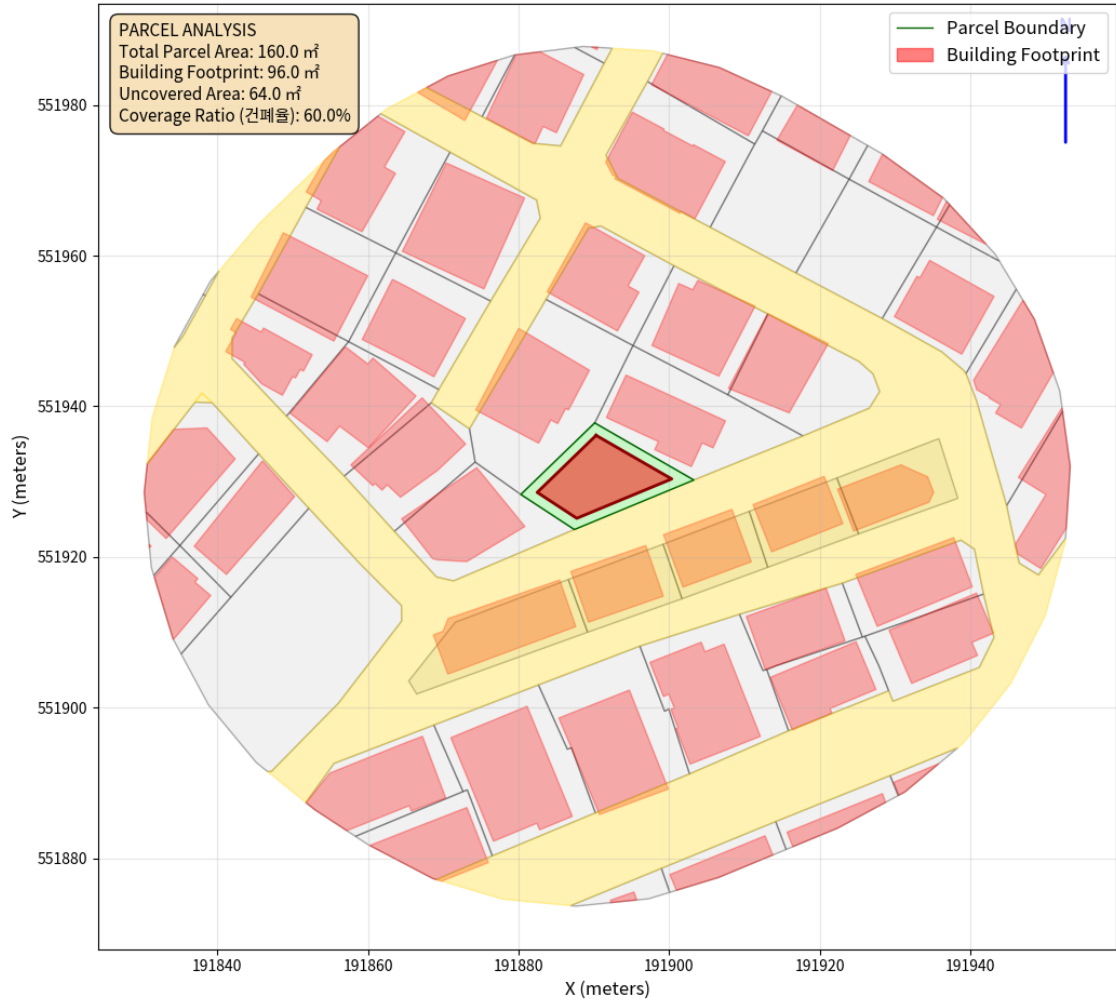 PARCEL ANALYSIS
Total Parcel Area: 160.0 ㎡
Building Footprint: 96.0 ㎡
Uncovered Area: 64.0 ㎡
Coverage Ratio (건폐율): 60.0%
Parcel Boundary
Building Footprint
N
551980
551960
551940
551920
551900
551880
Y (meters)
191840
191860
191880
191900
191920
191940
X (meters)